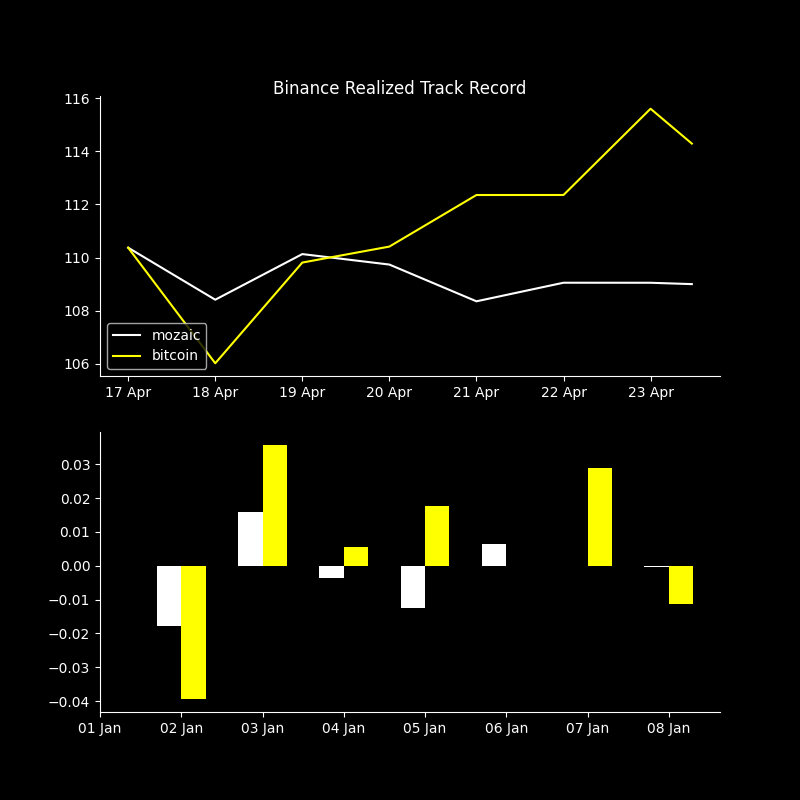 Binance Realized Track Record
116
114
112
110
108
106
mozaic
bitcoin
17 Apr 18 Apr 19 Apr 20 Apr 21 Apr 22 Apr 23 Apr
0.03
0.02
0.01
0.00
−0.01
−0.02
−0.03
−0.04
01 Jan 02 Jan 03 Jan 04 Jan 05 Jan 06 Jan 07 Jan 08 Jan